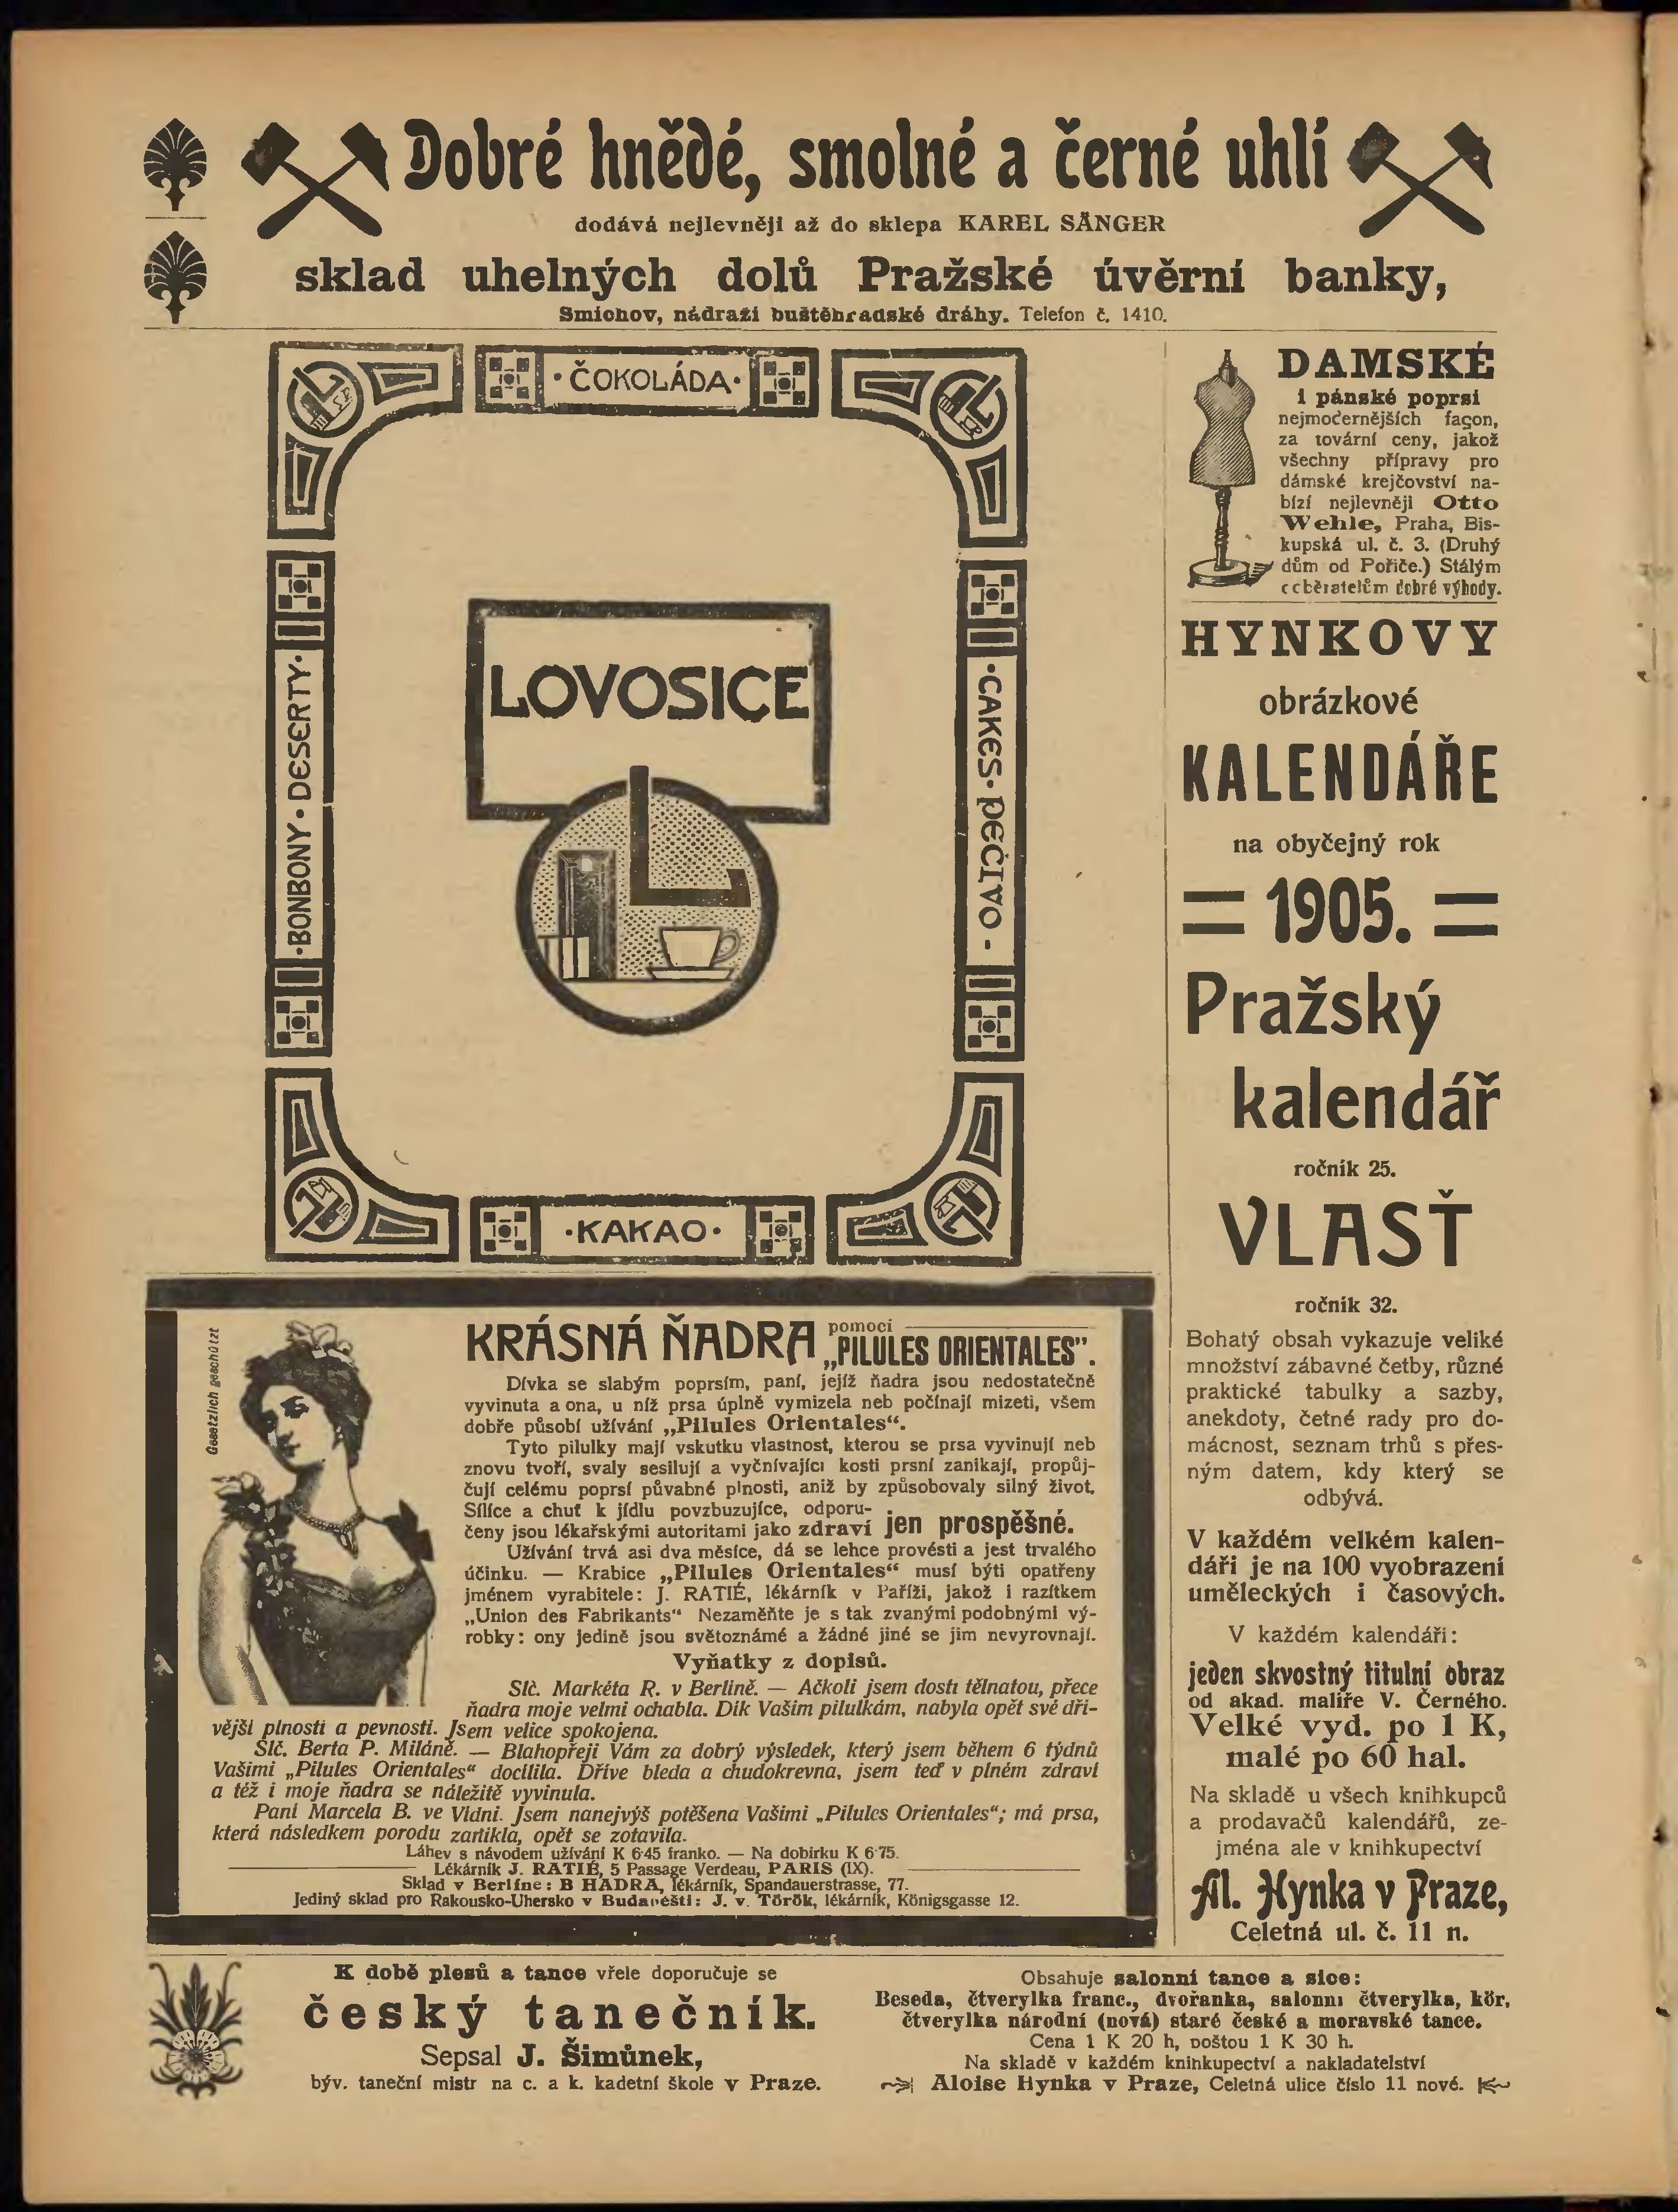 Dobré hnědé, smolné a černé uhlí
dodává nejlevněji až do sklepa KAREL SÄNGER
sklad uhelných dolů Pražské úvěrní banky,
Smíchov, nádraží buštěhradské dráhy. Telefon č. 1410.
·ČOKOLÁDA·
·BONBONY·DESERTY·
LOVOSICE
L
·CAKES·PEČIVO-
·KAKAO·
DAMSKÉ
i pánské poprsí
nejmodernějších façon,
za tovární ceny, jakož
všechny přípravy pro
dámské krejčovství na-
bízí nejlevněji Otto
Wehle, Praha, Bis-
kupská ul. č. 3. (Druhý
dům od Poříče.) Stálým
odběratelům dobré výhody.
HYNKOVY
obrázkové
KALENDÁŘE
na obyčejný rok
= 1905. =
Pražský
kalendář
ročník 25.
VLASŤ
ročník 32.
Bohatý obsah vykazuje veliké
množství zábavné četby, různé
praktické tabulky a sazby,
anekdoty, četné rady pro do-
mácnost, seznam trhů s přes-
ným datem, kdy který se
odbývá.
V každém velkém kalen-
dáři je na 100 vyobrazení
uměleckých i časových.
V každém kalendáři:
jeden skvostný titulní obraz
od akad. malíře V. Černého.
Velké vyd. po 1 K,
malé po 60 hal.
Na skladě u všech knihkupců
a prodavačů kalendářů, ze-
jména ale v knihkupectví
Al. Hynka v Praze,
Celetná ul. č. 11 n.
Gesetzlich geschützt
KRÁSNÁ ŇADRA pomocí „PILULES ORIENTALES".
Dívka se slabým poprsím, paní, jejíž ňadra jsou nedostatečně
vyvinuta a ona, u níž prsa úplně vymizela neb počínají mizeti, všem
dobře působí užívání „Pilules Orientales“.
Tyto pilulky mají vskutku vlastnost, kterou se prsa vyvinují neb
znovu tvoří, svaly sesilují a vyčnívající kosti prsní zanikají, propůj-
čují celému poprsí půvabné plnosti, aniž by způsobovaly silný život.
Sílíce a chuť k jídlu povzbuzujíce, odporu-
čeny jsou lékařskými autoritami jako zdraví jen prospěšné.
Užívání trvá asi dva měsíce, dá se lehce provésti a jest trvalého
účinku. — Krabice „Pilules Orientales“ musí býti opatřeny
jménem vyrabitele: J. RATIÉ, lékárník v Paříži, jakož i razítkem
„Union des Fabrikants“ Nezaměňte je s tak zvanými podobnými vý-
robky: ony jedině jsou světoznámé a žádné jiné se jim nevyrovnají.
Vyňatky z dopisů.
Slč. Markéta R. v Berlíně. — Ačkoli jsem dosti tělnatou, přece
ňadra moje velmi ochabla. Dík Vaším pilulkám, nabyla opět své dří-
vější plnosti a pevnosti. Jsem velice spokojena.
Slč. Berta P. Miláně. — Blahopřeji Vám za dobrý výsledek, který jsem během 6 týdnů
Vašimi „Pilules Orientales“ docílila. Dříve bleda a chudokrevna, jsem teď v plném zdraví
a též i moje ňadra se náležitě vyvinula.
Paní Marcela B. ve Vídni. Jsem nanejvýš potěšena Vašimi „Pilules Orientales“; má prsa,
která následkem porodu zanikla, opět se zotavila.
Láhev s návodem užívání K 6·45 franko. — Na dobírku K 6·75.
Lékárník J. RATIÉ, 5 Passage Verdeau, PARIS (IX).
Sklad v Berlíne: B HADRA, lékárník, Spandauerstrasse, 77.
Jediný sklad pro Rakousko-Uhersko v Budapéšti: J. v. Török, lékárník, Königsgasse 12.
K době plesů a tance vřele doporučuje se
český tanečník.
Sepsal J. Šimůnek,
býv. taneční mistr na c. a k. kadetní škole v Praze.
Obsahuje salonní tance a sice:
Beseda, čtverylka franc., dvořanka, salonní čtverylka, kör,
čtverylka národní (nová) staré české a moravské tance.
Cena 1 K 20 h, poštou 1 K 30 h.
Na skladě v každém knihkupectví a nakladatelství
Aloise Hynka v Praze, Celetná ulice číslo 11 nové.